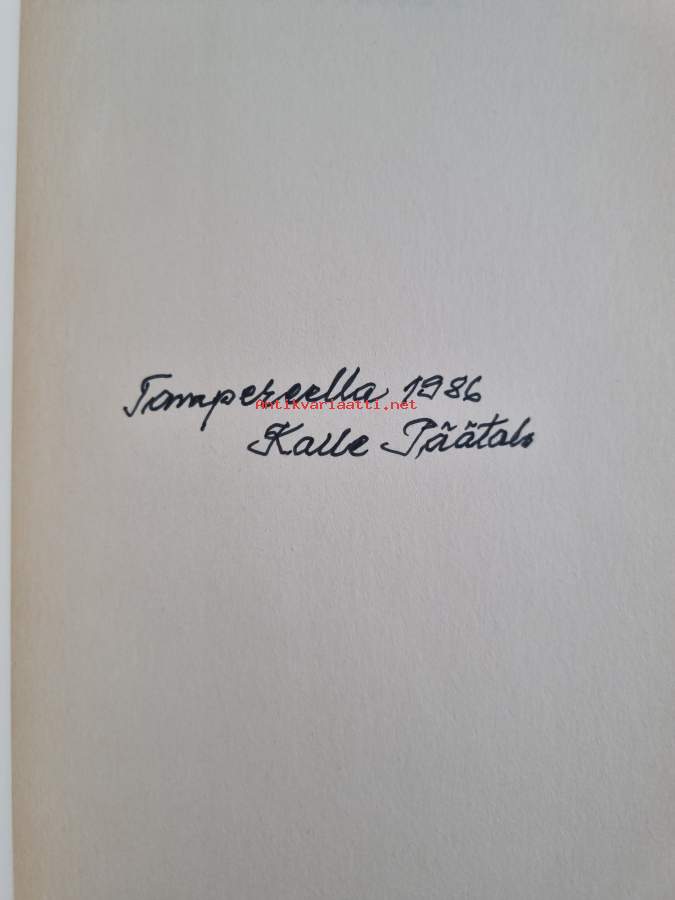 Tampereella 1986
Antikvariaatti.net
Kalle Päätalo